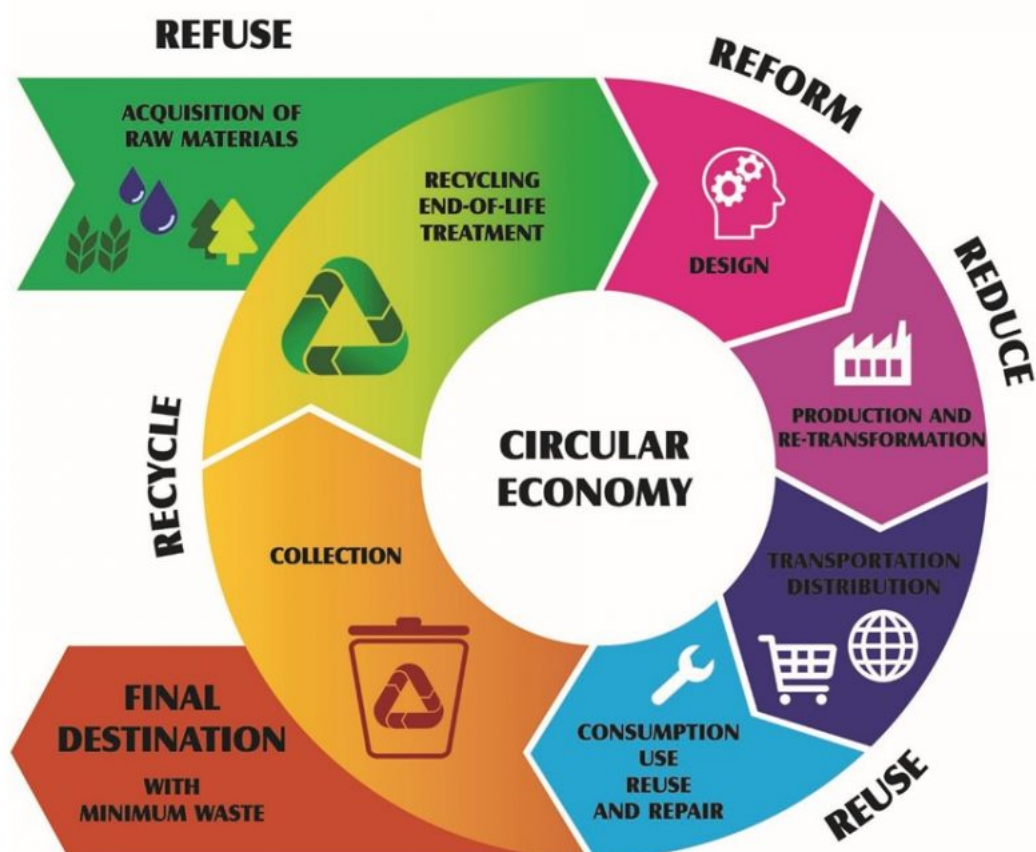 REFUSE
ACQUISITION OF
RAW MATERIALS
RECYCLING
END-OF-LIFE
TREATMENT
REFORM
DESIGN
REDUCE
PRODUCTION AND
RE-TRANSFORMATION
CIRCULAR
ECONOMY
TRANSPORTATION
DISTRIBUTION
CONSUMPTION
USE
REUSE
AND REPAIR
REUSE
COLLECTION
RECYCLE
FINAL
DESTINATION
WITH
MINIMUM WASTE